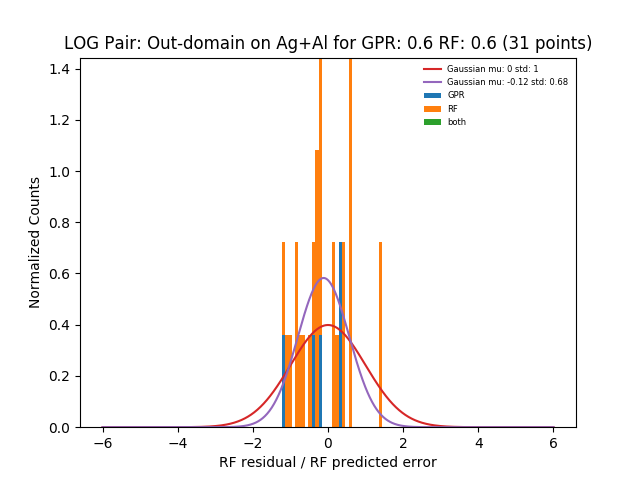 LOG Pair: Out-domain on Ag+Al for GPR: 0.6 RF: 0.6 (31 points)
Gaussian mu: 0 std: 1
Gaussian mu: -0.12 std: 0.68
GPR
RF
both
Normalized Counts
1.4
1.2
1.0
0.8
0.6
0.4
0.2
0.0
−6 −4 −2 0 2 4 6
RF residual / RF predicted error